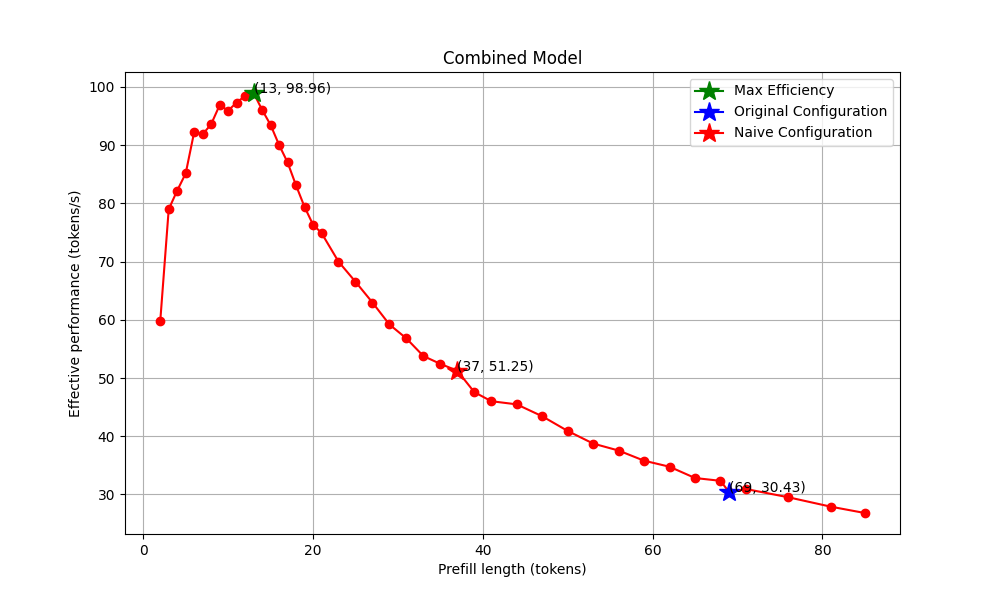 Combined Model
Max Efficiency
Original Configuration
Naive Configuration
(13, 98.96)
(37, 51.25)
(69, 30.43)
100
90
80
70
60
50
40
30
Effective performance (tokens/s)
0 20 40 60 80
Prefill length (tokens)